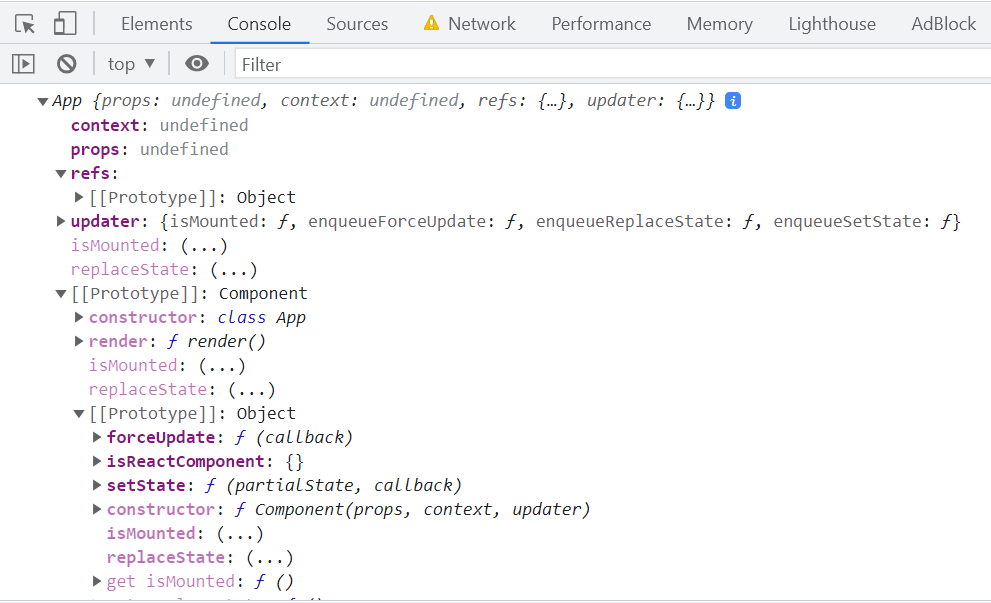 Elements Console Sources Network Performance Memory Lighthouse AdBlock
top ▼ Filter
▼App {props: undefined, context: undefined, refs: {…}, updater: {…}} i
context: undefined
props: undefined
▼refs:
▶[[Prototype]]: Object
▶updater: {isMounted: ƒ, enqueueForceUpdate: ƒ, enqueueReplaceState: ƒ, enqueueSetState: ƒ}
isMounted: (...)
replaceState: (...)
▼[[Prototype]]: Component
▶constructor: class App
▶render: ƒ render()
isMounted: (...)
replaceState: (...)
▼[[Prototype]]: Object
▶forceUpdate: ƒ (callback)
▶isReactComponent: {}
▶setState: ƒ (partialState, callback)
▶constructor: ƒ Component(props, context, updater)
isMounted: (...)
replaceState: (...)
▶get isMounted: ƒ ()